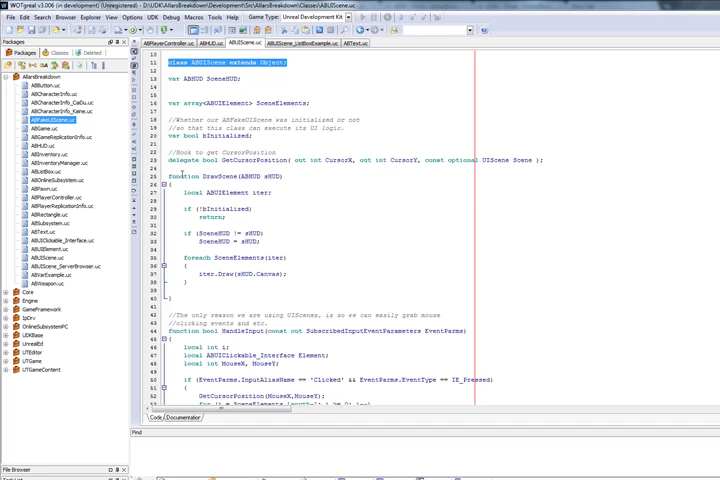 WOTgreal v3.006 (in development) (Unregistered) - D:\UDK\AllarsBreakdown\Development\Src\AllarsBreakdown\Classes\ABUIScene.uc
File Edit Search Browser Explorer Options UDK Debug Macros Help Game Type: Unreal Development Kit
Packages
ABPlayerController.uc ABHUD.uc ABUIScene.uc ABUIScene_ListBoxExample.uc ABText.uc
Packages Classes Deleted
AllarsBreakdown
ABButton.uc
ABCharacterInfo.uc
ABCharacterInfo_CaiDu.uc
ABCharacterInfo_Kaine.uc
ABFakeUIScene.uc
ABGame.uc
ABGameReplicationInfo.uc
ABHUD.uc
ABInventory.uc
ABInventoryManager.uc
ABListBox.uc
ABOnlineSubsystem.uc
ABPawn.uc
ABPlayerController.uc
ABPlayerReplicationInfo.uc
ABRectangle.uc
ABSubsystem.uc
ABText.uc
ABUIClickable_Interface.uc
ABUIElement.uc
ABUIScene.uc
ABUIScene_ServerBrowser.uc
ABVarExample.uc
ABWeapon.uc
Core
Engine
GameFramework
IpDrv
OnlineSubsystemPC
UDKBase
UnrealEd
UTEditor
UTGame
UTGameContent
10
11 class ABUIScene extends Object;
12
13 var ABHUD SceneHUD;
14
15
16 var array<ABUIElement> SceneElements;
17
18 //Whether our ABFakeUIScene was initialized or not
19 //so that this class can execute its UI logic.
20 var bool bInitialized;
21
22 //Hook to get CursorPosition
23 delegate bool GetCursorPosition( out int CursorX, out int CursorY, const optional UIScene Scene );
24
25 function DrawScene(ABHUD sHUD)
26 {
27 local ABUIElement iter;
28
29 if (!bInitialized)
30 return;
31
32 if (SceneHUD != sHUD)
33 SceneHUD = sHUD;
34
35 foreach SceneElements(iter)
36 {
37 iter.Draw(sHUD.Canvas);
38 }
39
40 }
41
42 //The only reason we are using UIScenes, is so we can easily grab mouse
43 //clicking events and etc.
44 function bool HandleInput(const out SubscribedInputEventParameters EventParms)
45 {
46 local int i;
47 local ABUIClickable_Interface Element;
48 local int MouseX, MouseY;
49
50 if (EventParms.InputAliasName == 'Clicked' && EventParms.EventType == IE_Pressed)
51 {
52 GetCursorPosition(MouseX,MouseY);
53 for (i = SceneElements.length-1; i >= 0; i--)
Code Documentation
Find
File Browser